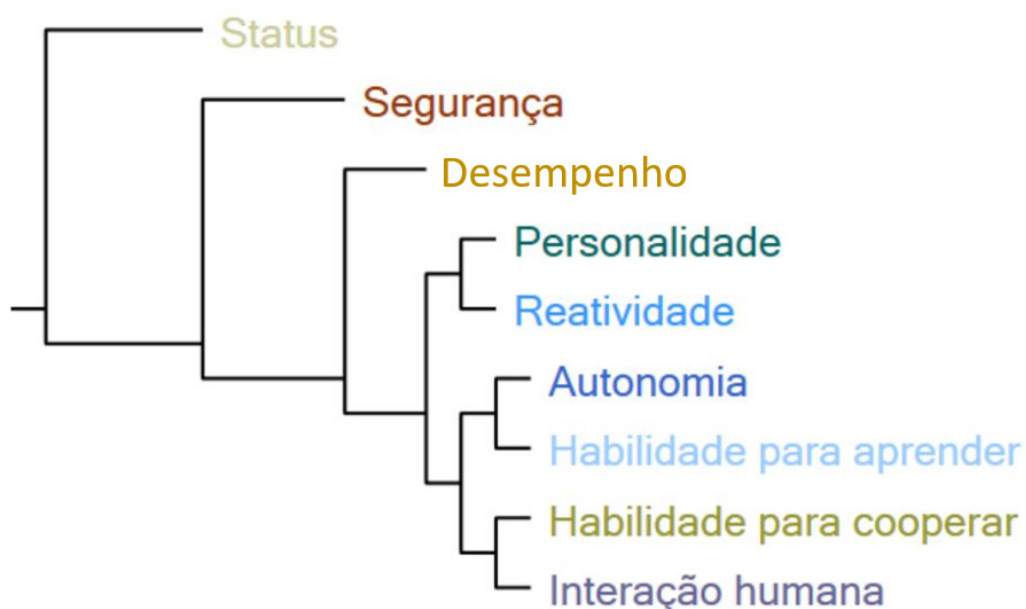 Status
Segurança
Desempenho
Personalidade
Reatividade
Autonomia
Habilidade para aprender
Habilidade para cooperar
Interação humana